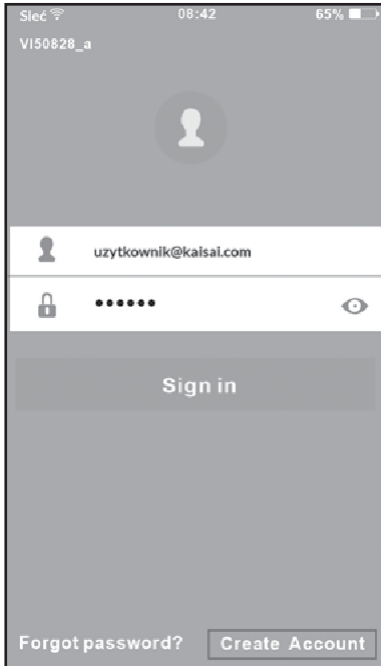 Sieć 08:42 65%
VI50828_a
uzytkownik@kaisai.com
••••••
Sign in
Forgot password? Create Account